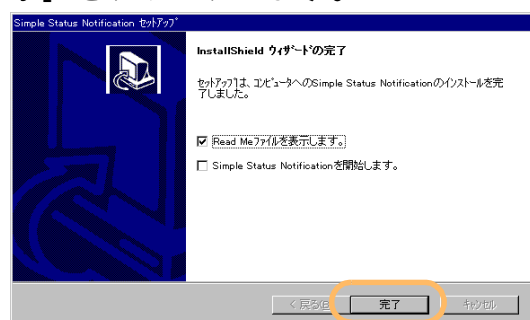 Simple Status Notification ｾｯﾄｱｯﾌﾟ
InstallShield ｳｨｻﾞｰﾄﾞの完了
ｾｯﾄｱｯﾌﾟは、ｺﾝﾋﾟｭｰﾀへのSimple Status Notificationのｲﾝｽﾄｰﾙを完
了しました。
Read Meﾌｧｲﾙを表示します。
Simple Status Notificationを開始します。
< 戻る(B)
完了
ｷｬﾝｾﾙ